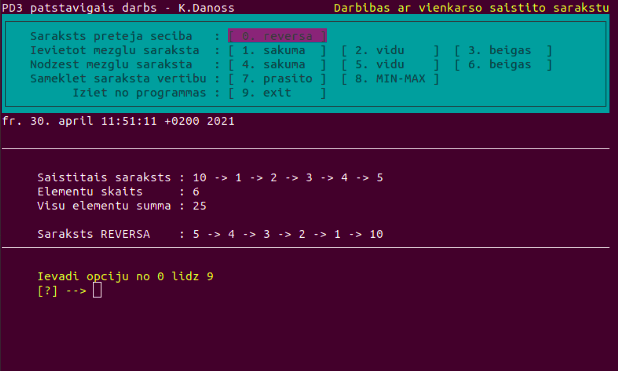 PD3 patstavigais darbs - K.Danoss Darbibas ar vienkarso saistito sarakstu
Saraksts preteja seciba : [ 0. reversa ]
Ievietot mezglu saraksta : [ 1. sakuma ] [ 2. vidu ] [ 3. beigas ]
Nodzest mezglu saraksta : [ 4. sakuma ] [ 5. vidu ] [ 6. beigas ]
Sameklet saraksta vertibu : [ 7. prasito ] [ 8. MIN-MAX ]
Iziet no programmas : [ 9. exit ]
fr. 30. april 11:51:11 +0200 2021
Saistitais saraksts : 10 -> 1 -> 2 -> 3 -> 4 -> 5
Elementu skaits : 6
Visu elementu summa : 25
Saraksts REVERSA : 5 -> 4 -> 3 -> 2 -> 1 -> 10
Ievadi opciju no 0 lidz 9
[?] -->